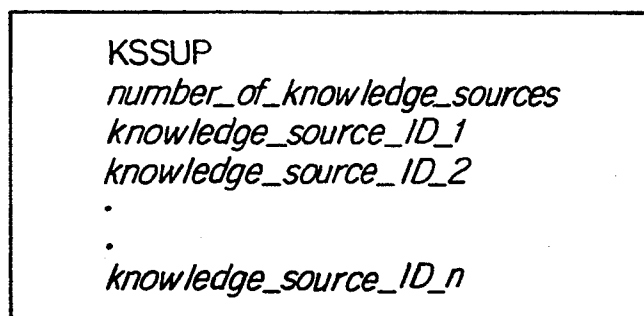 KSSUP
number_of_knowledge_sources
knowledge_source_ID_1
knowledge_source_ID_2
.
.
knowledge_source_ID_n